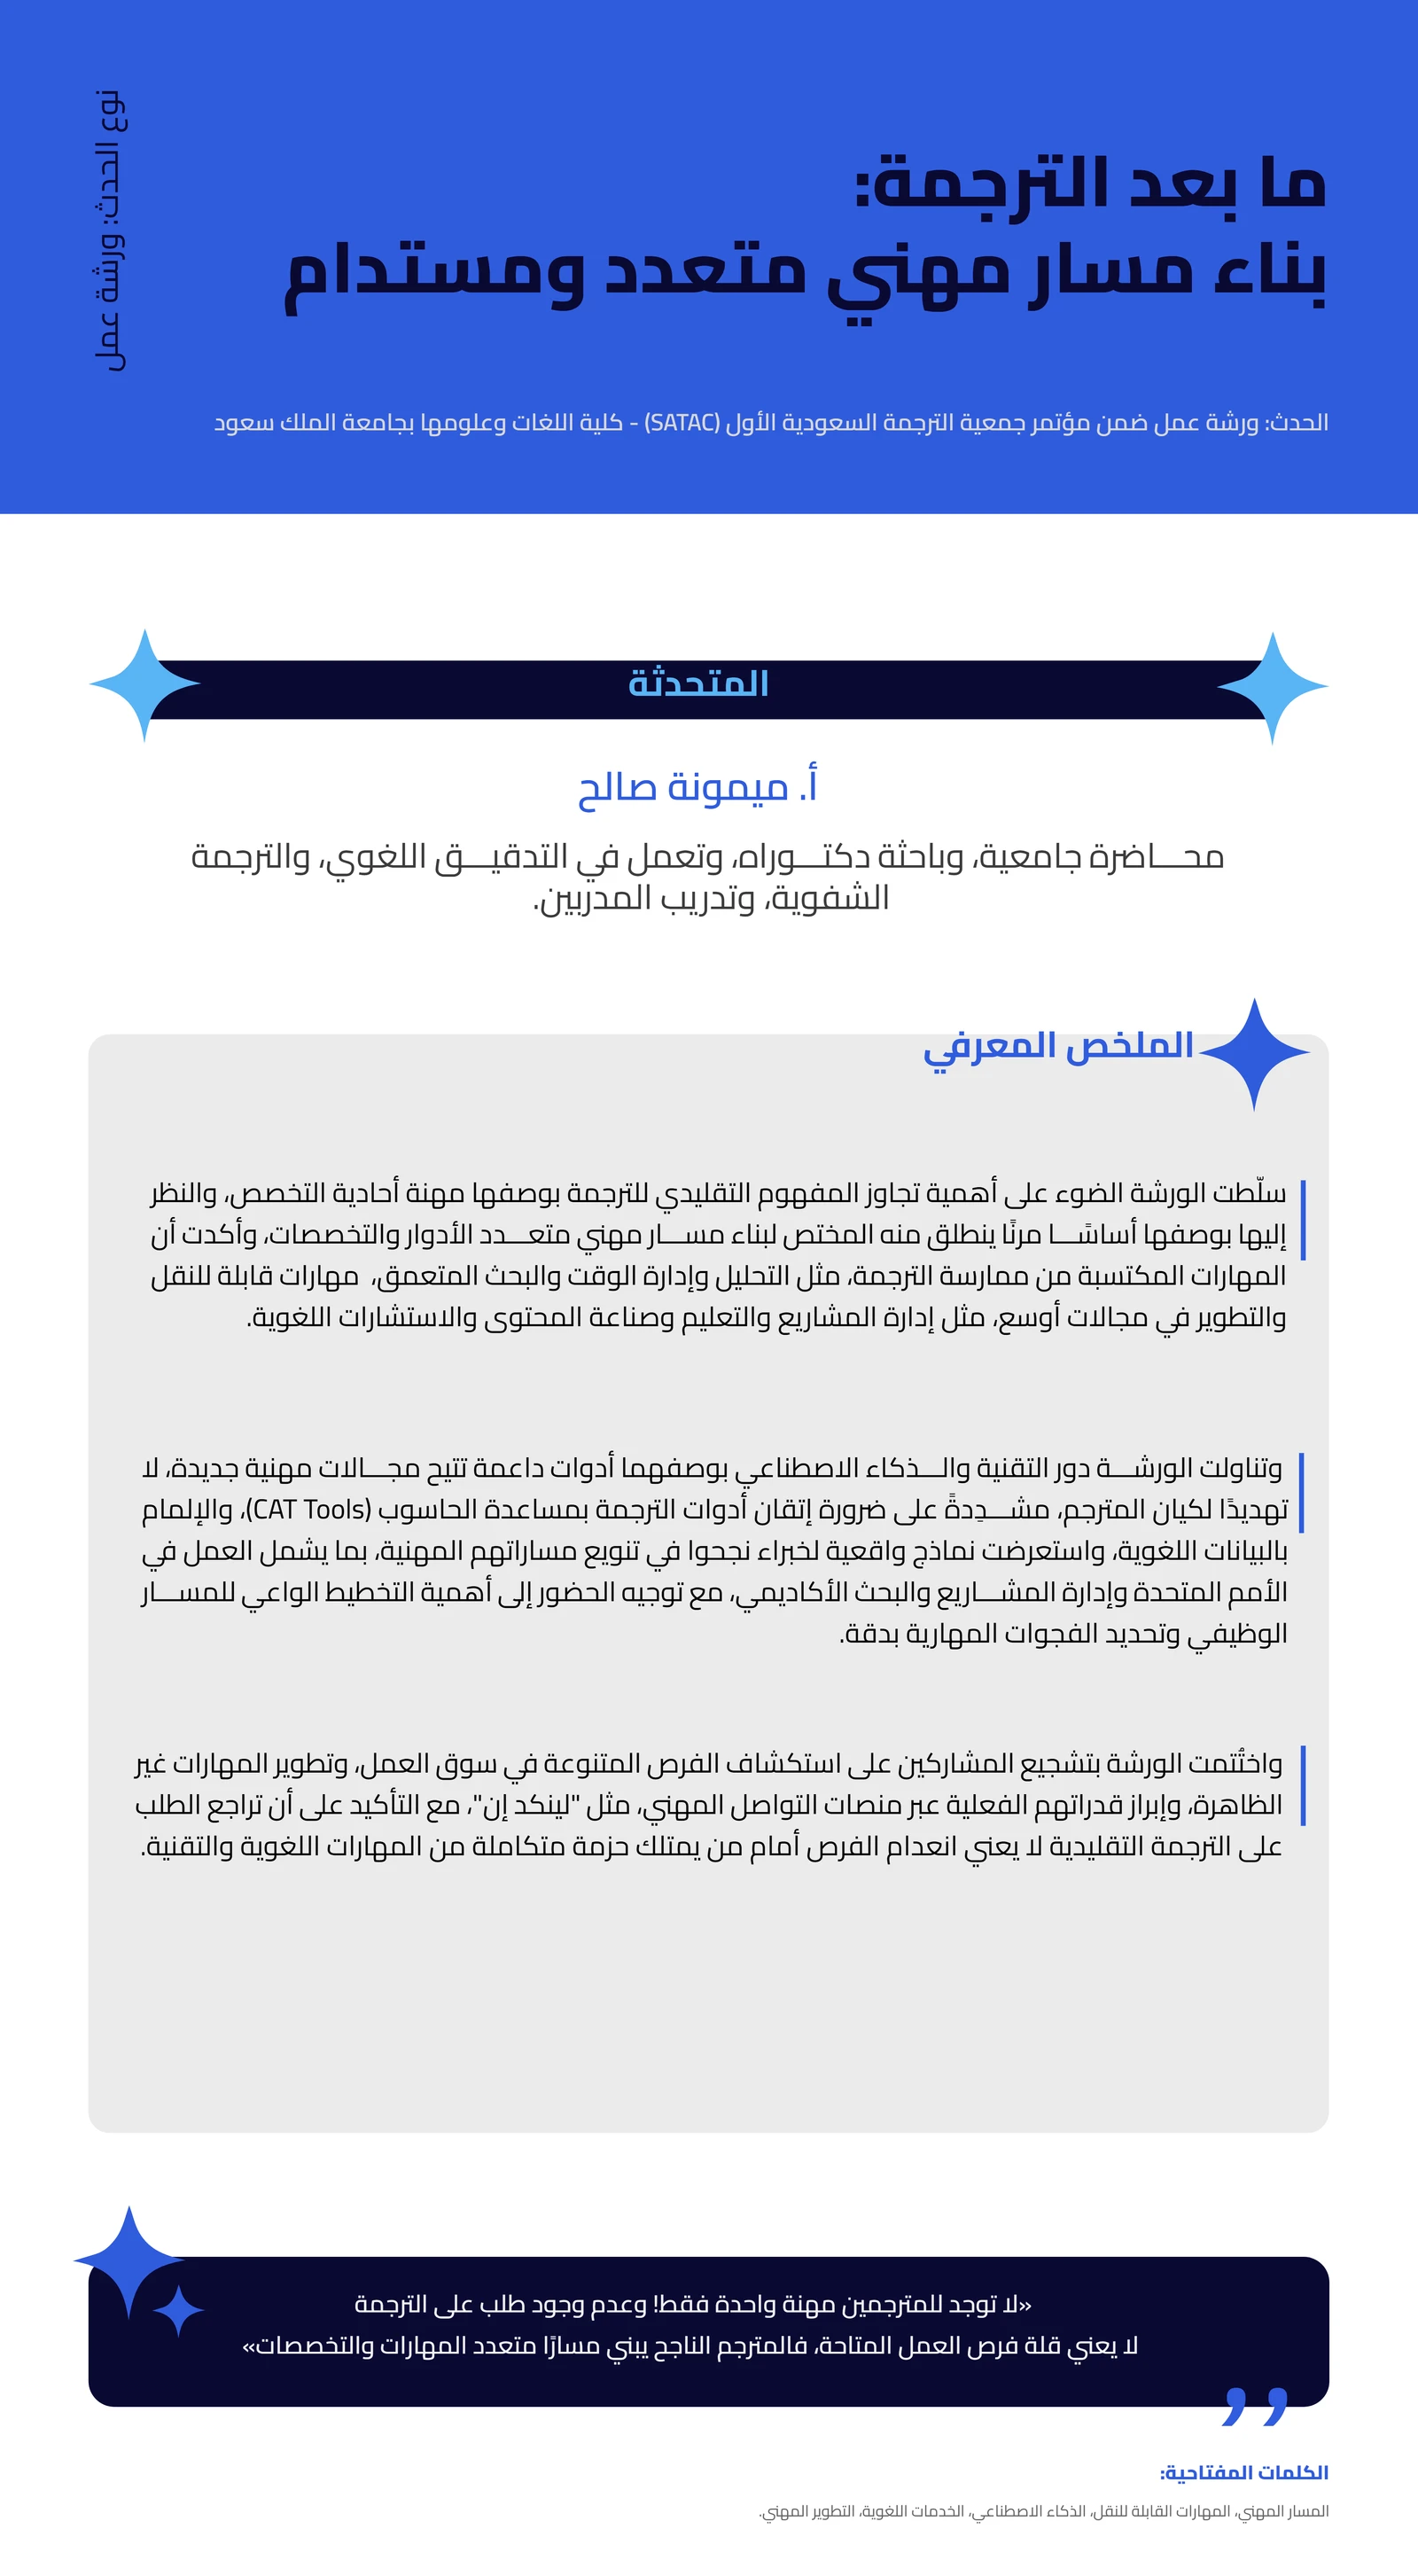 نوع الحدث: ورشة عمل
ما بعد الترجمة:
بناء مسار مهني متعدد ومستدام
الحدث: ورشة عمل ضمن مؤتمر جمعية الترجمة السعودية الأول (SATAC) - كلية اللغات وعلومها بجامعة الملك سعود
المتحدثة
أ. ميمونة صالح
محـــاضرة جامعية، وباحثة دكتـــوراه، وتعمل في التدقيـــق اللغوي، والترجمة
الشفوية، وتدريب المدربين.
الملخص المعرفي
سلّطت الورشة الضوء على أهمية تجاوز المفهوم التقليدي للترجمة بوصفها مهنة أحادية التخصص، والنظر
إليها بوصفها أساسًـــا مرنًا ينطلق منه المختص لبناء مســـار مهني متعـــدد الأدوار والتخصصات، وأكدت أن
المهارات المكتسبة من ممارسة الترجمة، مثل التحليل وإدارة الوقت والبحث المتعمق، مهارات قابلة للنقل
والتطوير في مجالات أوسع، مثل إدارة المشاريع والتعليم وصناعة المحتوى والاستشارات اللغوية.
وتناولت الورشـــة دور التقنية والـــذكاء الاصطناعي بوصفهما أدوات داعمة تتيح مجـــالات مهنية جديدة، لا
تهديدًا لكيان المترجم، مشـــدِدةً على ضرورة إتقان أدوات الترجمة بمساعدة الحاسوب (CAT Tools)، والإلمام
بالبيانات اللغوية، واستعرضت نماذج واقعية لخبراء نجحوا في تنويع مساراتهم المهنية، بما يشمل العمل في
الأمم المتحدة وإدارة المشـــاريع والبحث الأكاديمي، مع توجيه الحضور إلى أهمية التخطيط الواعي للمســـار
الوظيفي وتحديد الفجوات المهارية بدقة.
واختُتمت الورشة بتشجيع المشاركين على استكشاف الفرص المتنوعة في سوق العمل، وتطوير المهارات غير
الظاهرة، وإبراز قدراتهم الفعلية عبر منصات التواصل المهني، مثل "لينكد إن"، مع التأكيد على أن تراجع الطلب
على الترجمة التقليدية لا يعني انعدام الفرص أمام من يمتلك حزمة متكاملة من المهارات اللغوية والتقنية.
«لا توجد للمترجمين مهنة واحدة فقط! وعدم وجود طلب على الترجمة
لا يعني قلة فرص العمل المتاحة، فالمترجم الناجح يبني مسارًا متعدد المهارات والتخصصات»
الكلمات المفتاحية:
المسار المهني، المهارات القابلة للنقل، الذكاء الاصطناعي، الخدمات اللغوية، التطوير المهني.